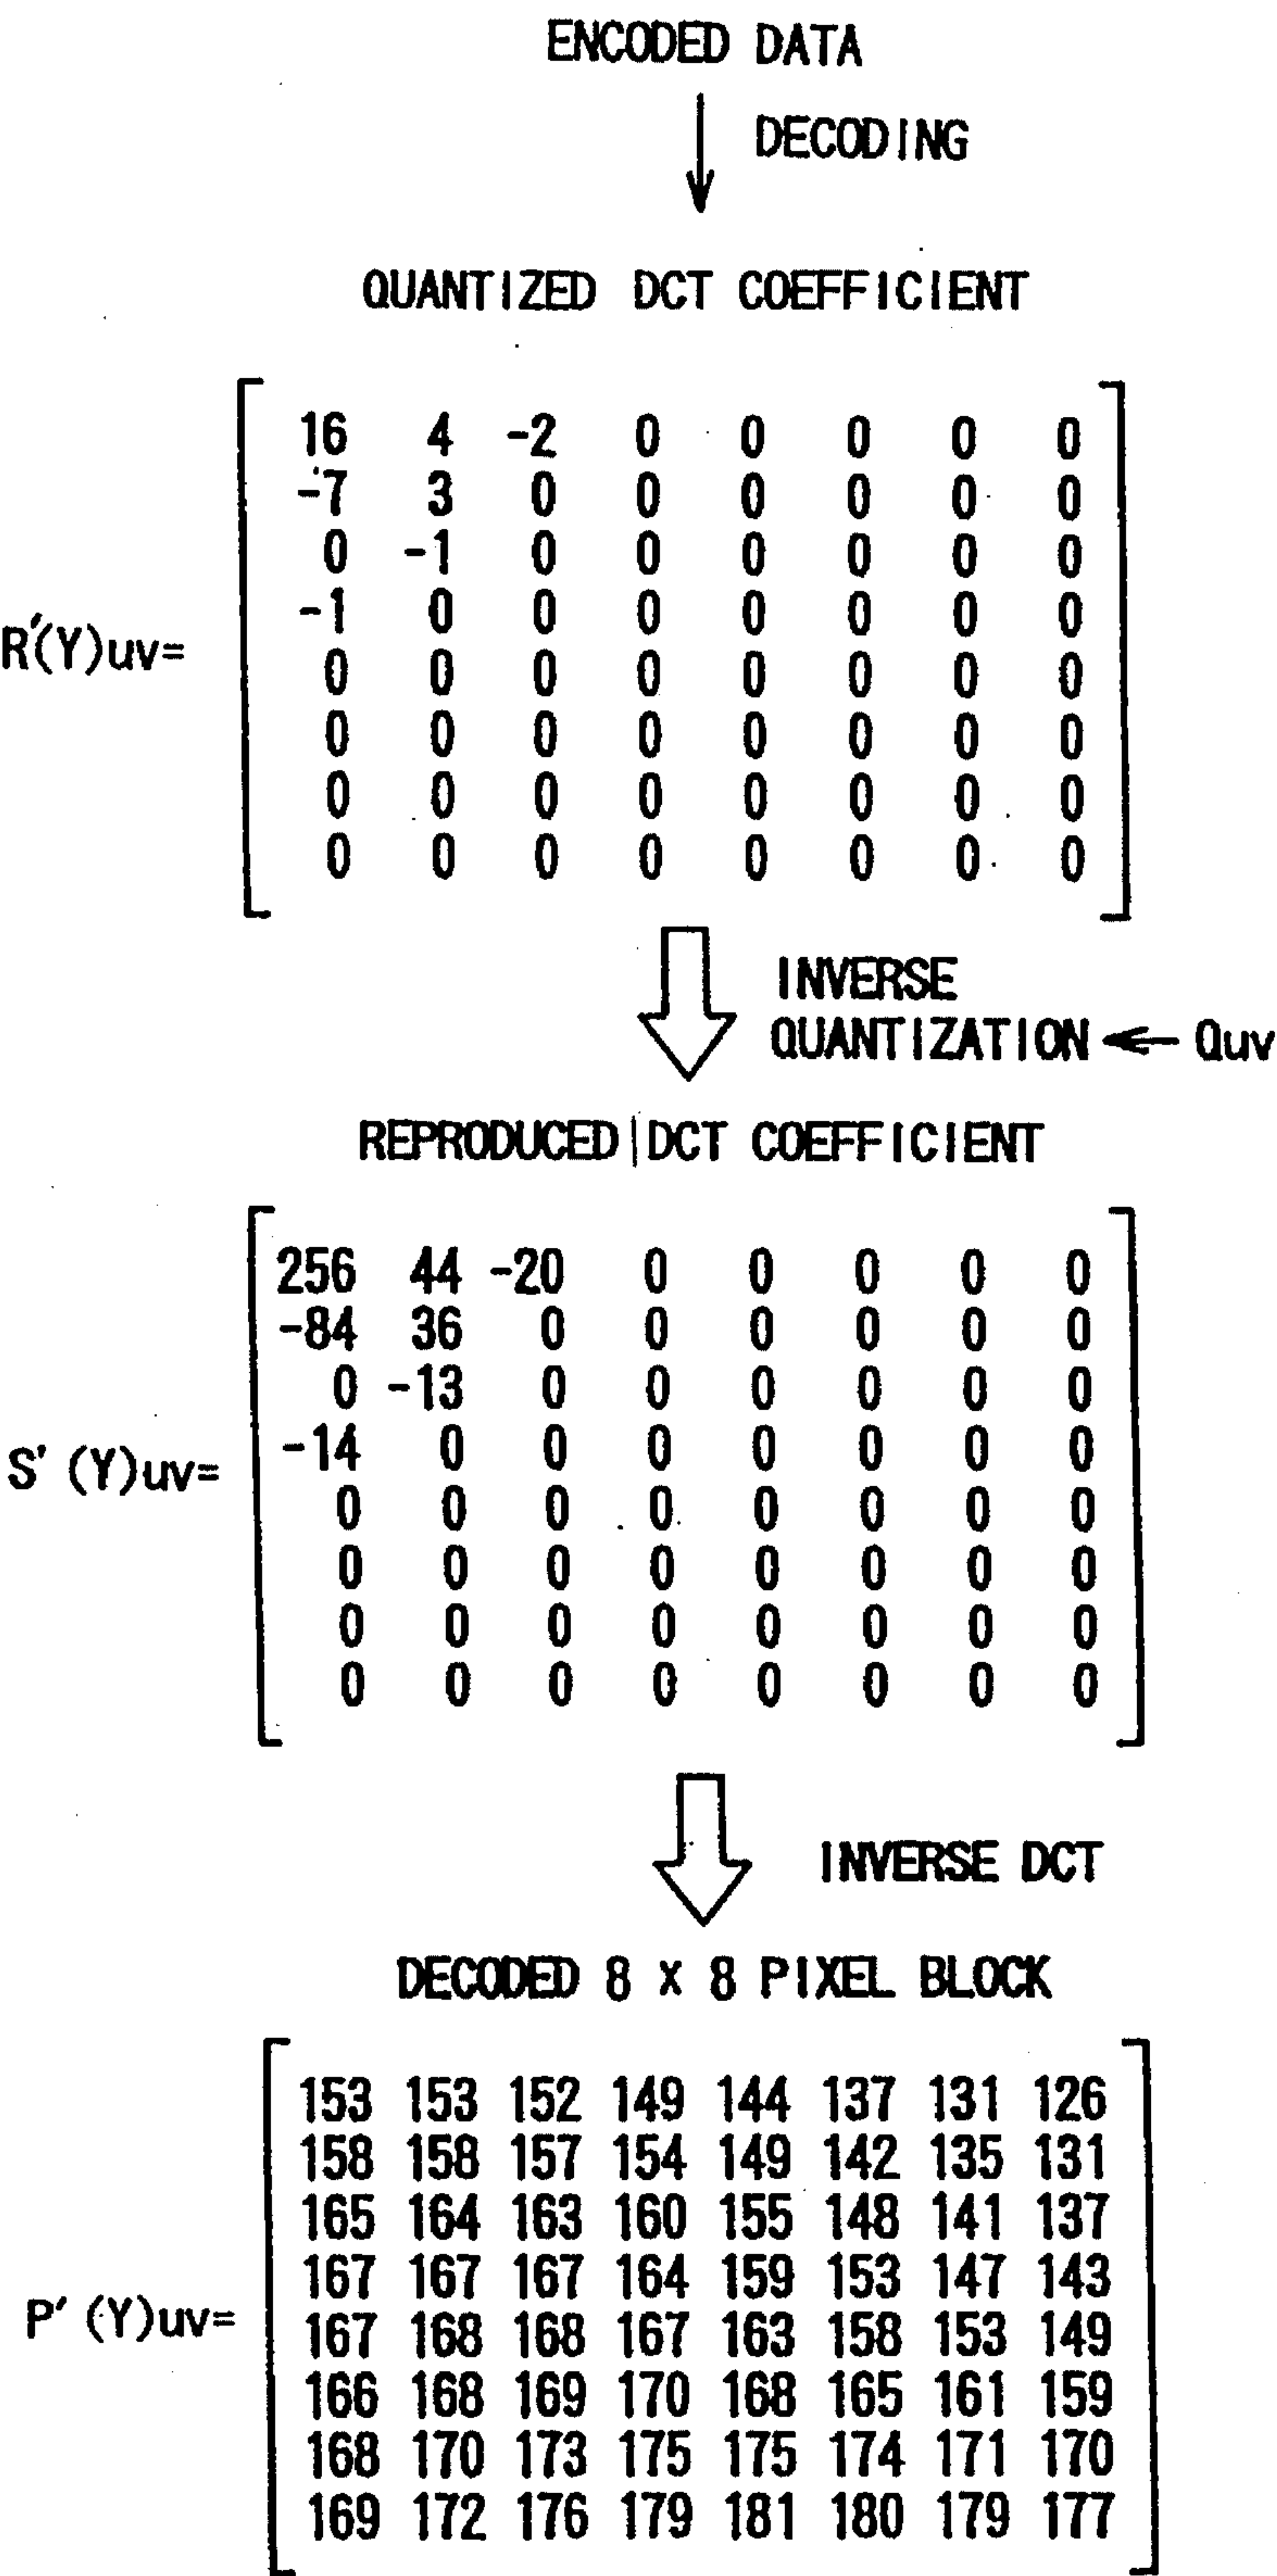 ENCODED DATA
DECODING
QUANTIZED DCT COEFFICIENT
16 4 -2 0 0 0 0 0
-7 3 0 0 0 0 0 0
0 -1 0 0 0 0 0 0
-1 0 0 0 0 0 0 0
R'(Y)uv=
0 0 0 0 0 0 0 0
0 0 0 0 0 0 0 0
0 0 0 0 0 0 0 0
0 0 0 0 0 0 0 0
INVERSE
QUANTIZATION ← Quv
REPRODUCED DCT COEFFICIENT
256 44 -20 0 0 0 0 0
-84 36 0 0 0 0 0 0
0 -13 0 0 0 0 0 0
-14 0 0 0 0 0 0 0
S' (Y)uv=
0 0 0 0 0 0 0 0
0 0 0 0 0 0 0 0
0 0 0 0 0 0 0 0
0 0 0 0 0 0 0 0
INVERSE DCT
DECODED 8 x 8 PIXEL BLOCK
153 153 152 149 144 137 131 126
158 158 157 154 149 142 135 131
165 164 163 160 155 148 141 137
167 167 167 164 159 153 147 143
P' (Y)uv=
167 168 168 167 163 158 153 149
166 168 169 170 168 165 161 159
168 170 173 175 175 174 171 170
169 172 176 179 181 180 179 177